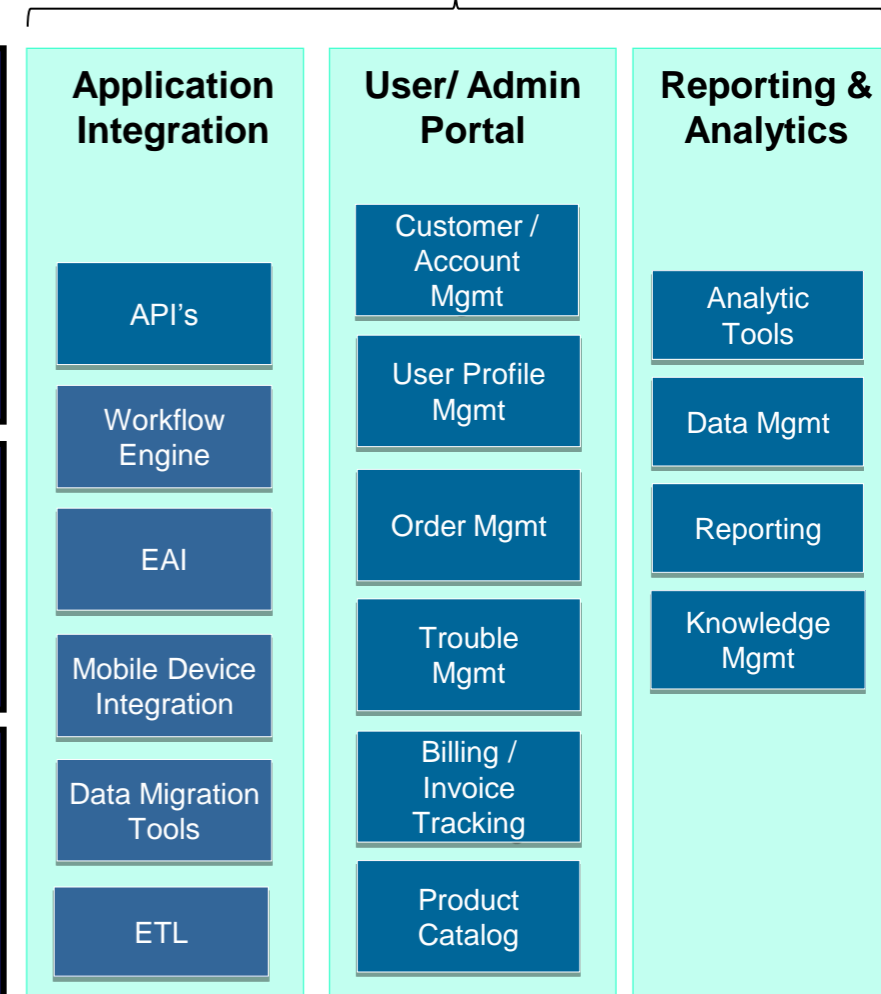 Application
Integration
API's
Workflow
Engine
EAI
Mobile Device
Integration
Data Migration
Tools
ETL
User/ Admin
Portal
Customer /
Account
Mgmt
User Profile
Mgmt
Order Mgmt
Trouble
Mgmt
Billing /
Invoice
Tracking
Product
Catalog
Reporting &
Analytics
Analytic
Tools
Data Mgmt
Reporting
Knowledge
Mgmt